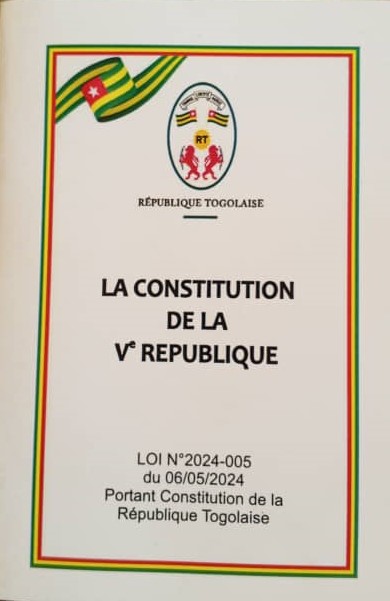 RT
RÉPUBLIQUE TOGOLAISE
LA CONSTITUTION
DE LA
Vᵉ REPUBLIQUE
LOI N°2024-005
du 06/05/2024
Portant Constitution de la
République Togolaise